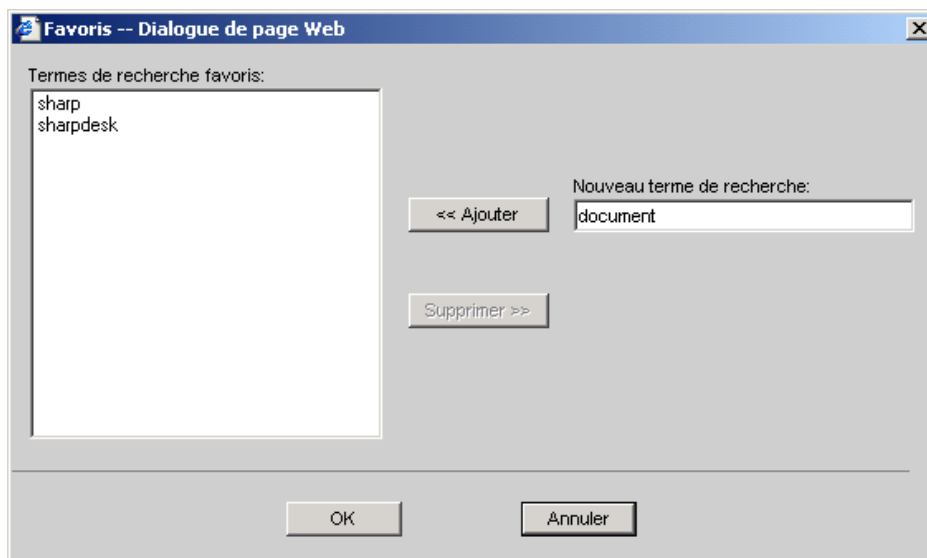 Favoris -- Dialogue de page Web
Termes de recherche favoris:
sharp
sharpdesk
Nouveau terme de recherche:
<< Ajouter
document
Supprimer >>
OK
Annuler